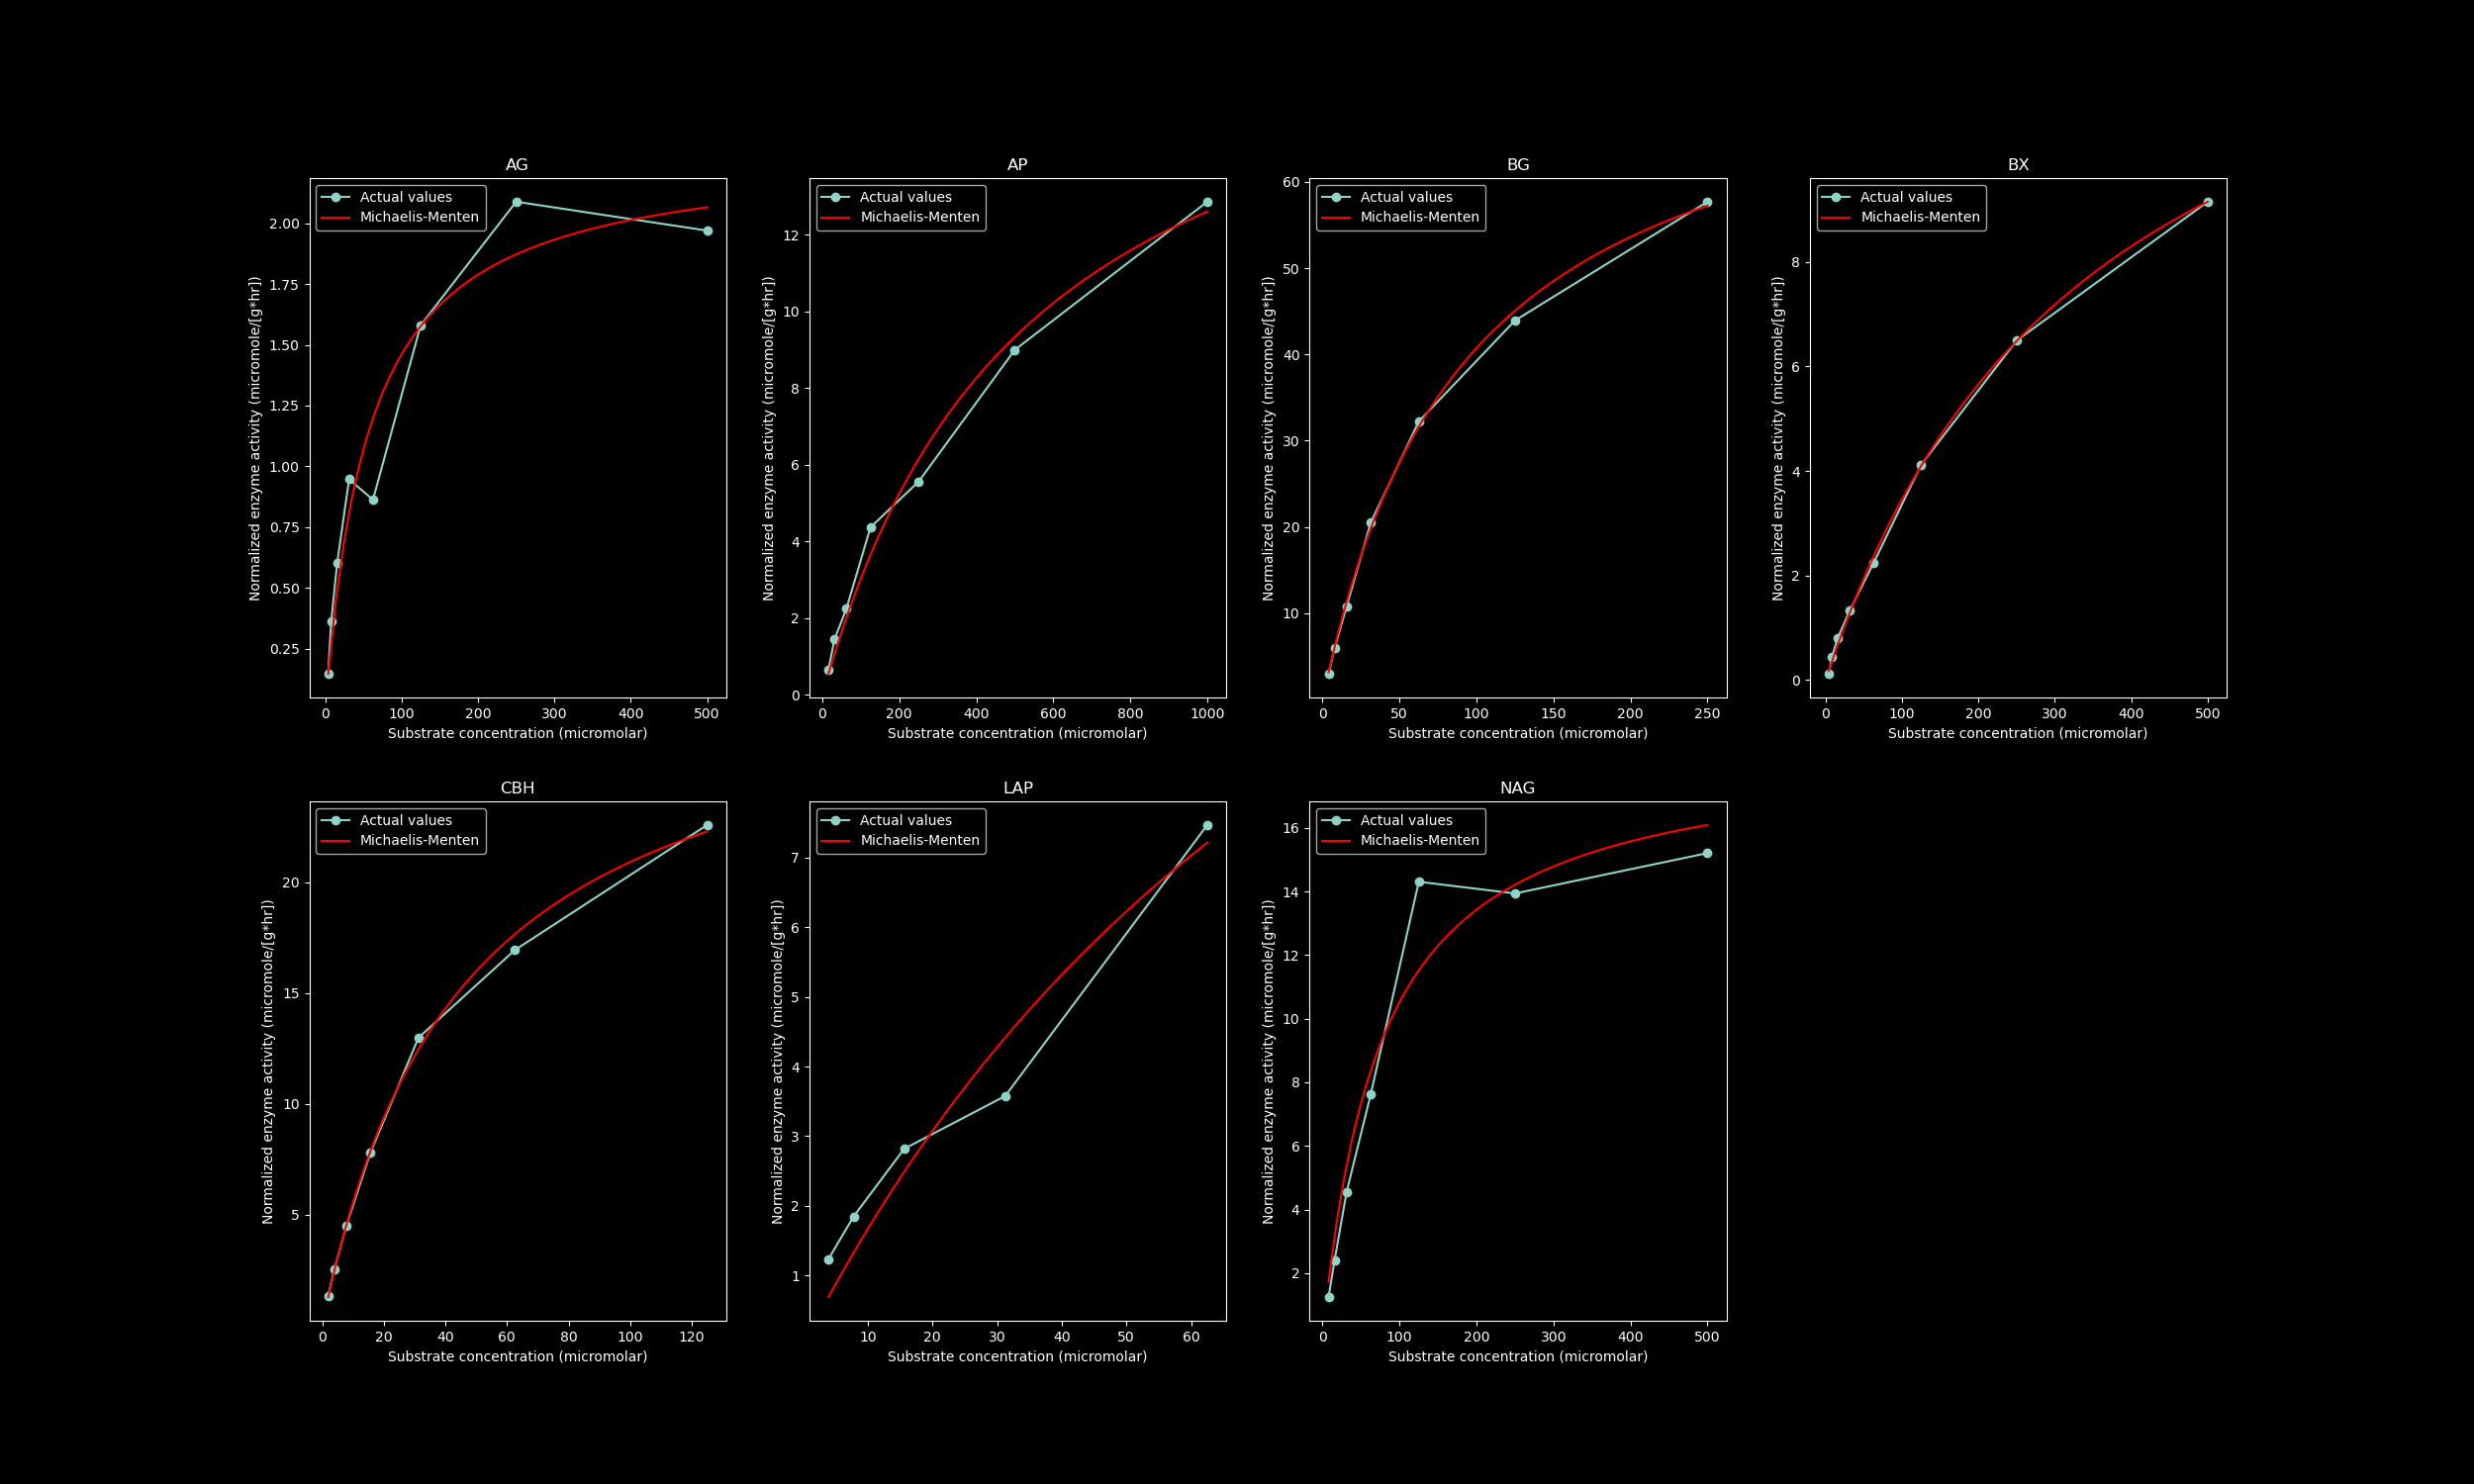 AG
Actual values
Michaelis-Menten
2.00
1.75
1.50
1.25
1.00
0.75
0.50
0.25
Normalized enzyme activity (micromole/[g*hr])
0 100 200 300 400 500
Substrate concentration (micromolar)
AP
Actual values
Michaelis-Menten
12
10
8
6
4
2
0
Normalized enzyme activity (micromole/[g*hr])
0 200 400 600 800 1000
Substrate concentration (micromolar)
BG
Actual values
Michaelis-Menten
60
50
40
30
20
10
Normalized enzyme activity (micromole/[g*hr])
0 50 100 150 200 250
Substrate concentration (micromolar)
BX
Actual values
Michaelis-Menten
8
6
4
2
0
Normalized enzyme activity (micromole/[g*hr])
0 100 200 300 400 500
Substrate concentration (micromolar)
CBH
Actual values
Michaelis-Menten
20
15
10
5
Normalized enzyme activity (micromole/[g*hr])
0 20 40 60 80 100 120
Substrate concentration (micromolar)
LAP
Actual values
Michaelis-Menten
7
6
5
4
3
2
1
Normalized enzyme activity (micromole/[g*hr])
10 20 30 40 50 60
Substrate concentration (micromolar)
NAG
Actual values
Michaelis-Menten
16
14
12
10
8
6
4
2
Normalized enzyme activity (micromole/[g*hr])
0 100 200 300 400 500
Substrate concentration (micromolar)